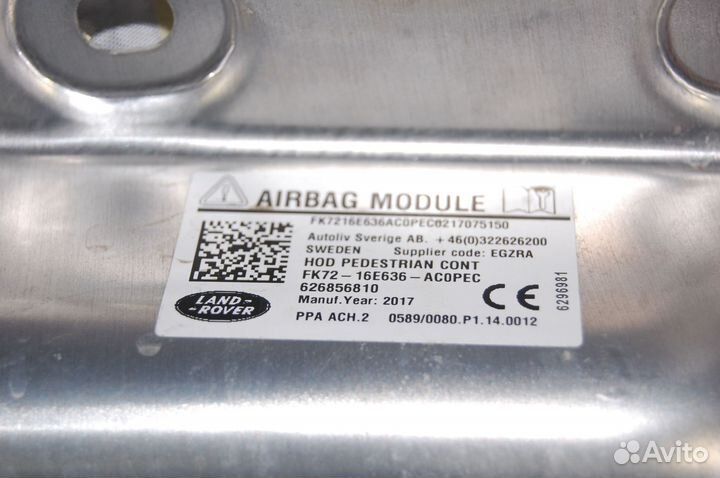 AIRBAG MODULE
FK7216E636AC0PEC6217075150
Autoliv Sverige AB. +46(0)322626200
SWEDEN Supplier code: EGZRA
HOD PEDESTRIAN CONT
FK72-16E636-AC0PEC
626856810
Manuf.Year: 2017
PPA ACH.2 0589/0080.P1.14.0012
LAND-
-ROVER
CE
6296981
Avito